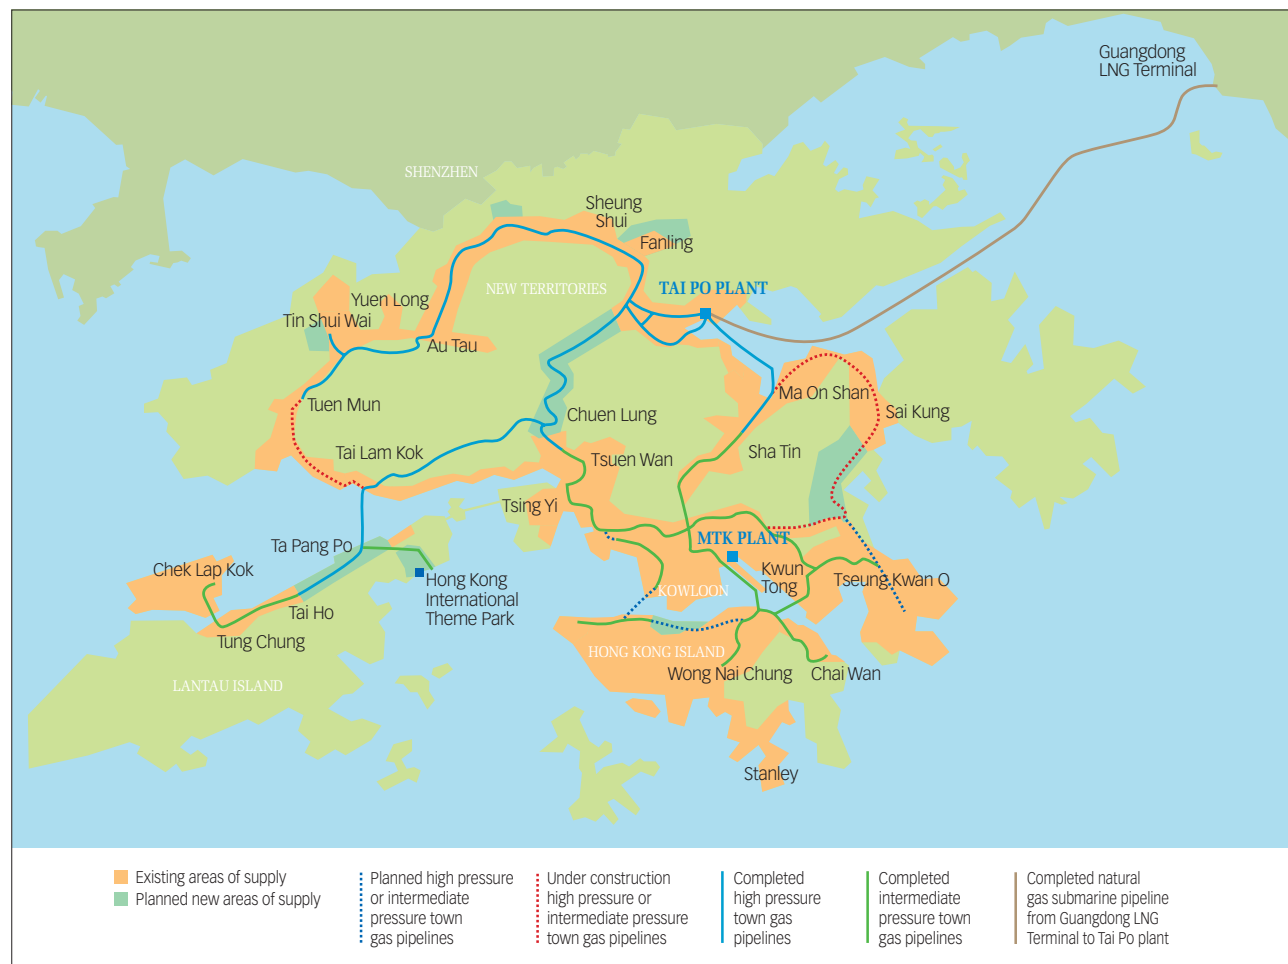 Guangdong
LNG Terminal
SHENZHEN
Sheung
Shui
Fanling
TAI PO PLANT
NEW TERRITORIES
Yuen Long
Tin Shui Wai
Au Tau
Tuen Mun
Ma On Shan
Sai Kung
Chuen Lung
Tai Lam Kok
Sha Tin
Tsuen Wan
Tsing Yi
MTK PLANT
Ta Pang Po
Chek Lap Kok
Kwun
Tong
Tseung Kwan O
Hong Kong
International
Theme Park
KOWLOON
Tai Ho
Tung Chung
HONG KONG ISLAND
Wong Nai Chung
Chai Wan
LANTAU ISLAND
Stanley
Existing areas of supply
Planned new areas of supply
Planned high pressure
or intermediate
pressure town
gas pipelines
Under construction
high pressure or
intermediate pressure
town gas pipelines
Completed
high pressure
town gas
pipelines
Completed
intermediate
pressure town
gas pipelines
Completed natural
gas submarine pipeline
from Guangdong LNG
Terminal to Tai Po plant